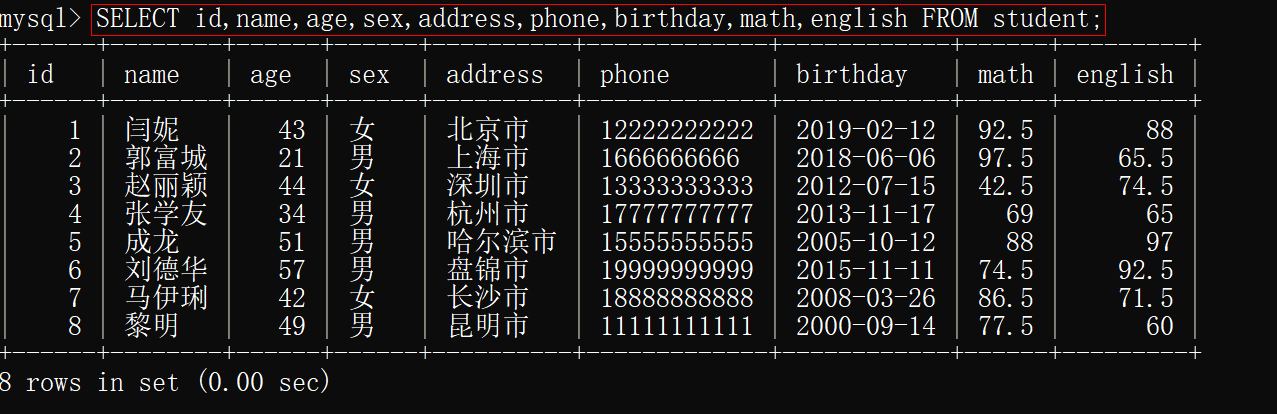 mysql> SELECT id,name,age,sex,address,phone,birthday,math,english FROM student;
| id | name | age | sex | address | phone | birthday | math | english |
| 1 | 闫妮 | 43 | 女 | 北京市 | 12222222222 | 2019-02-12 | 92.5 | 88 |
| 2 | 郭富城 | 21 | 男 | 上海市 | 1666666666 | 2018-06-06 | 97.5 | 65.5 |
| 3 | 赵丽颖 | 44 | 女 | 深圳市 | 13333333333 | 2012-07-15 | 42.5 | 74.5 |
| 4 | 张学友 | 34 | 男 | 杭州市 | 17777777777 | 2013-11-17 | 69 | 65 |
| 5 | 成龙 | 51 | 男 | 哈尔滨市 | 15555555555 | 2005-10-12 | 88 | 97 |
| 6 | 刘德华 | 57 | 男 | 盘锦市 | 19999999999 | 2015-11-11 | 74.5 | 92.5 |
| 7 | 马伊琍 | 42 | 女 | 长沙市 | 18888888888 | 2008-03-26 | 86.5 | 71.5 |
| 8 | 黎明 | 49 | 男 | 昆明市 | 11111111111 | 2000-09-14 | 77.5 | 60 |
8 rows in set (0.00 sec)